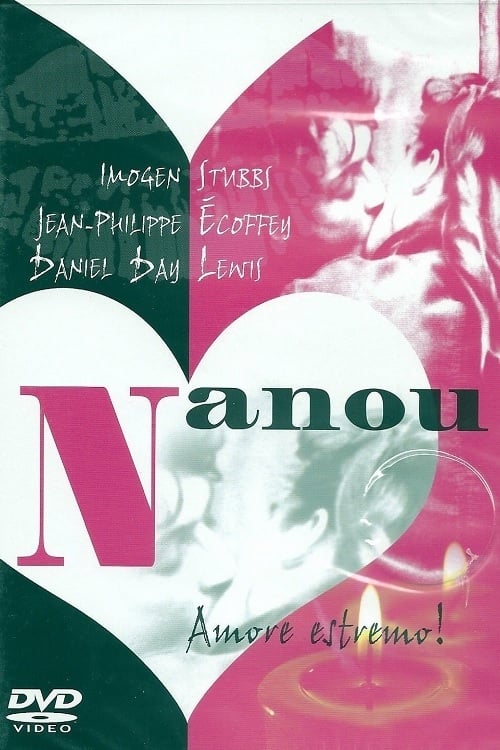 Imogen Stubbs
Jean-Philippe Écoffey
Daniel Day Lewis
Nanou
Amore estremo!
DVD
VIDEO